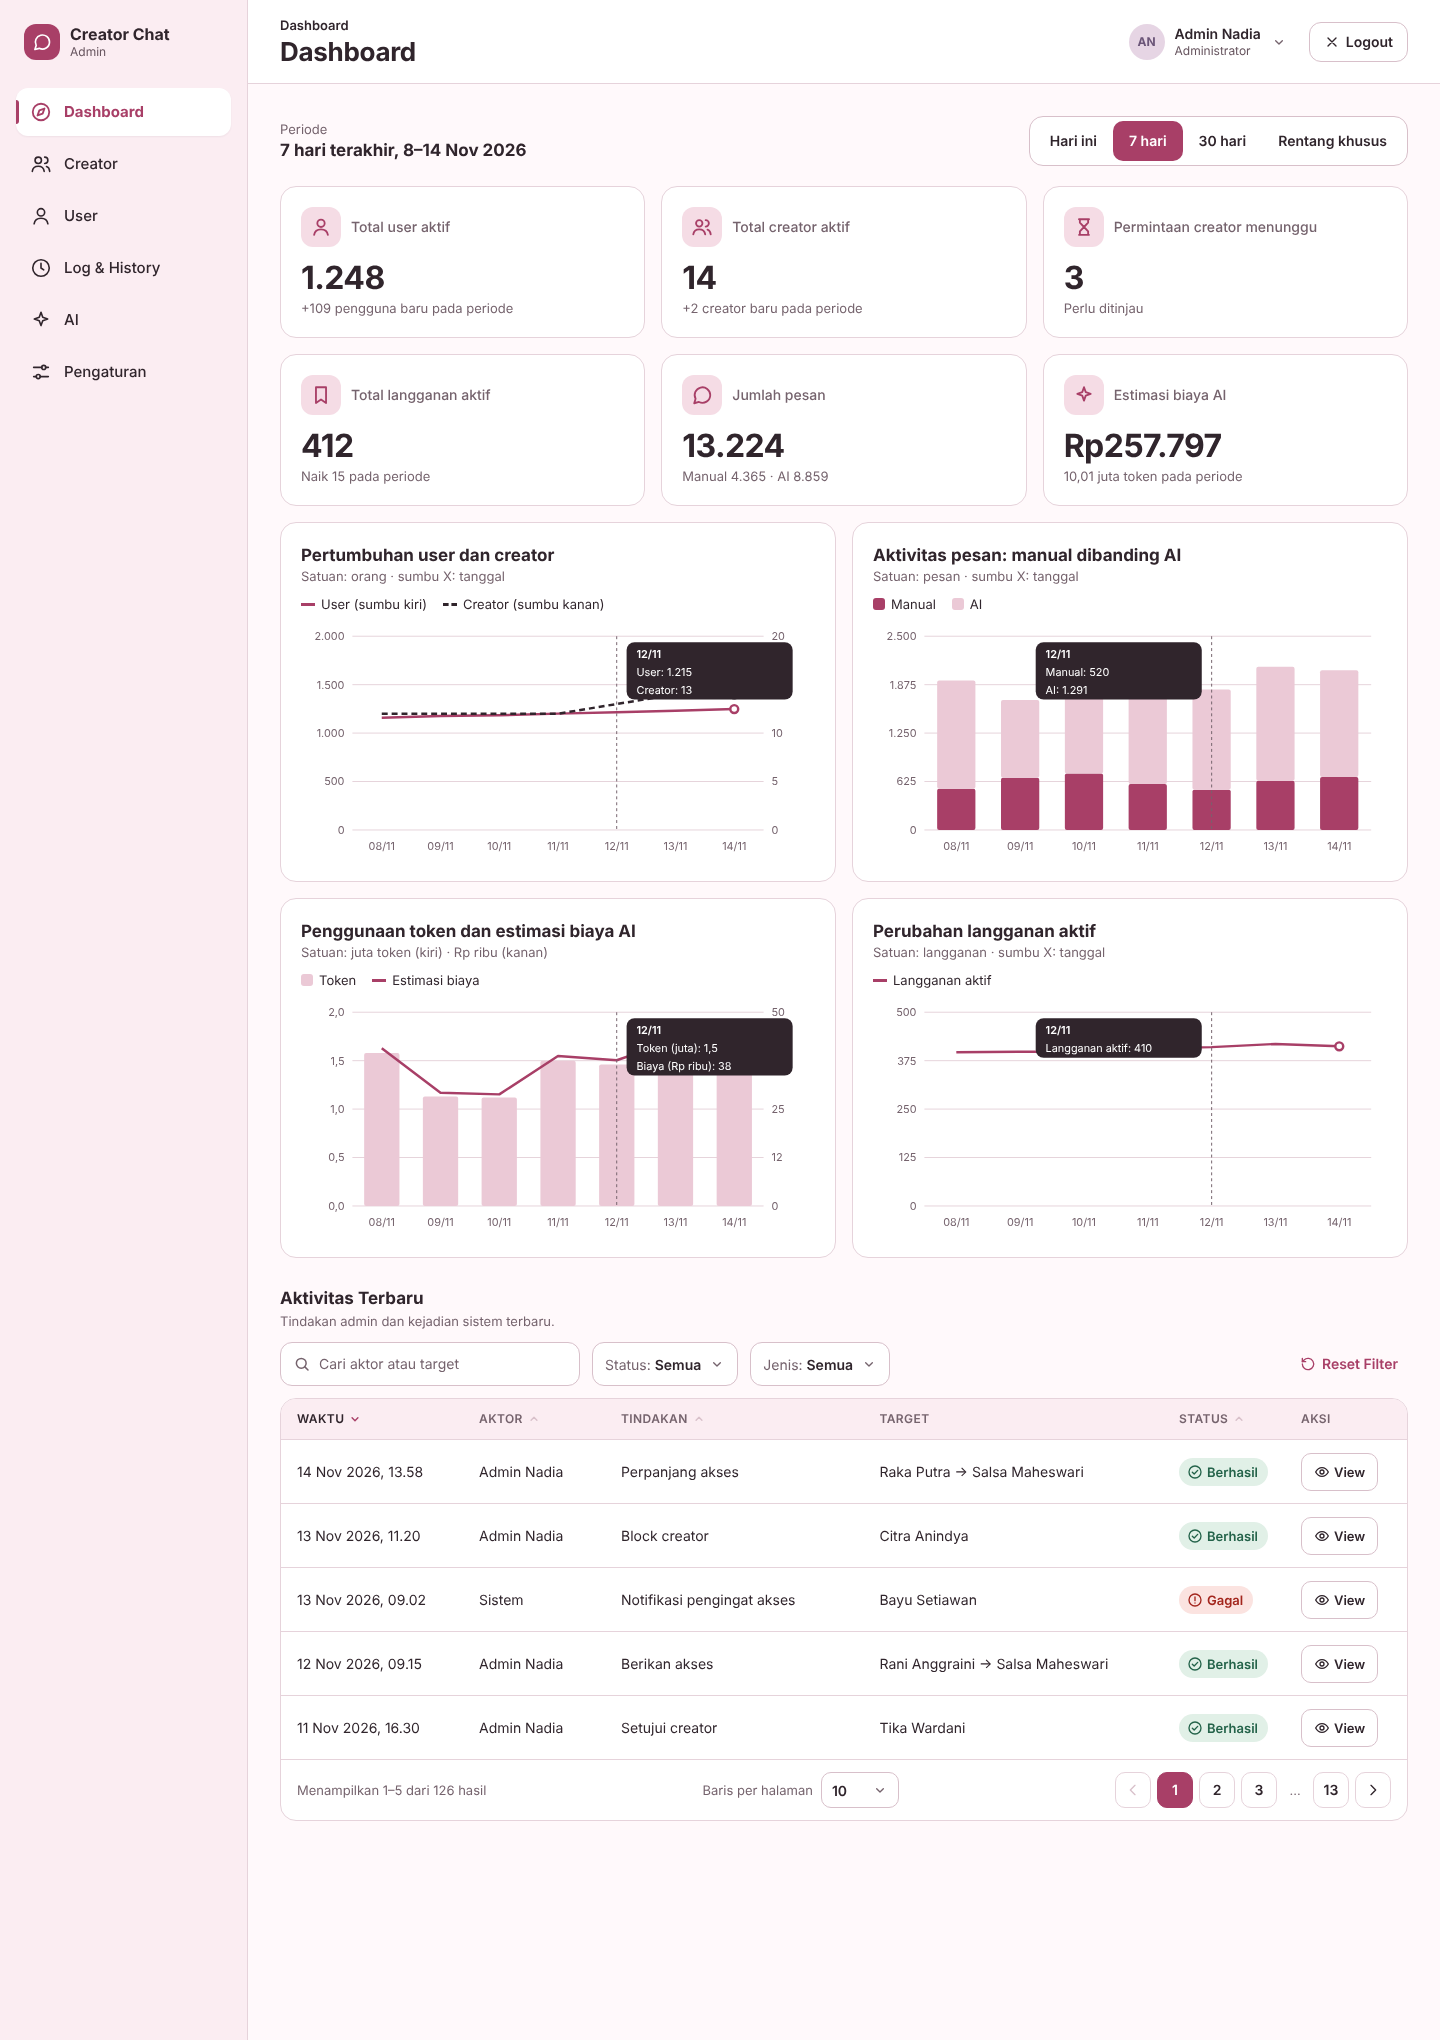 Creator Chat
Admin
Dashboard
Creator
User
Log & History
AI
Pengaturan
Dashboard
Dashboard
AN
Admin Nadia
Administrator
Logout
Periode
7 hari terakhir, 8–14 Nov 2026
Hari ini
7 hari
30 hari
Rentang khusus
Total user aktif
1.248
+109 pengguna baru pada periode
Total creator aktif
14
+2 creator baru pada periode
Permintaan creator menunggu
3
Perlu ditinjau
Total langganan aktif
412
Naik 15 pada periode
Jumlah pesan
13.224
Manual 4.365 · AI 8.859
Estimasi biaya AI
Rp257.797
10,01 juta token pada periode
Pertumbuhan user dan creator
Satuan: orang · sumbu X: tanggal
User (sumbu kiri)
Creator (sumbu kanan)
2.000
1.500
1.000
500
0
20
10
5
0
12/11
User: 1.215
Creator: 13
08/11
09/11
10/11
11/11
12/11
13/11
14/11
Aktivitas pesan: manual dibanding AI
Satuan: pesan · sumbu X: tanggal
Manual
AI
2.500
1.875
1.250
625
0
12/11
Manual: 520
AI: 1.291
08/11
09/11
10/11
11/11
12/11
13/11
14/11
Penggunaan token dan estimasi biaya AI
Satuan: juta token (kiri) · Rp ribu (kanan)
Token
Estimasi biaya
2,0
1,5
1,0
0,5
0,0
50
25
12
0
12/11
Token (juta): 1,5
Biaya (Rp ribu): 38
08/11
09/11
10/11
11/11
12/11
13/11
14/11
Perubahan langganan aktif
Satuan: langganan · sumbu X: tanggal
Langganan aktif
500
375
250
125
0
12/11
Langganan aktif: 410
08/11
09/11
10/11
11/11
12/11
13/11
14/11
Aktivitas Terbaru
Tindakan admin dan kejadian sistem terbaru.
Cari aktor atau target
Status: Semua
Jenis: Semua
Reset Filter
WAKTU
AKTOR
TINDAKAN
TARGET
STATUS
AKSI
14 Nov 2026, 13.58
Admin Nadia
Perpanjang akses
Raka Putra → Salsa Maheswari
Berhasil
View
13 Nov 2026, 11.20
Admin Nadia
Block creator
Citra Anindya
Berhasil
View
13 Nov 2026, 09.02
Sistem
Notifikasi pengingat akses
Bayu Setiawan
Gagal
View
12 Nov 2026, 09.15
Admin Nadia
Berikan akses
Rani Anggraini → Salsa Maheswari
Berhasil
View
11 Nov 2026, 16.30
Admin Nadia
Setujui creator
Tika Wardani
Berhasil
View
Menampilkan 1–5 dari 126 hasil
Baris per halaman
10
1
2
3
...
13